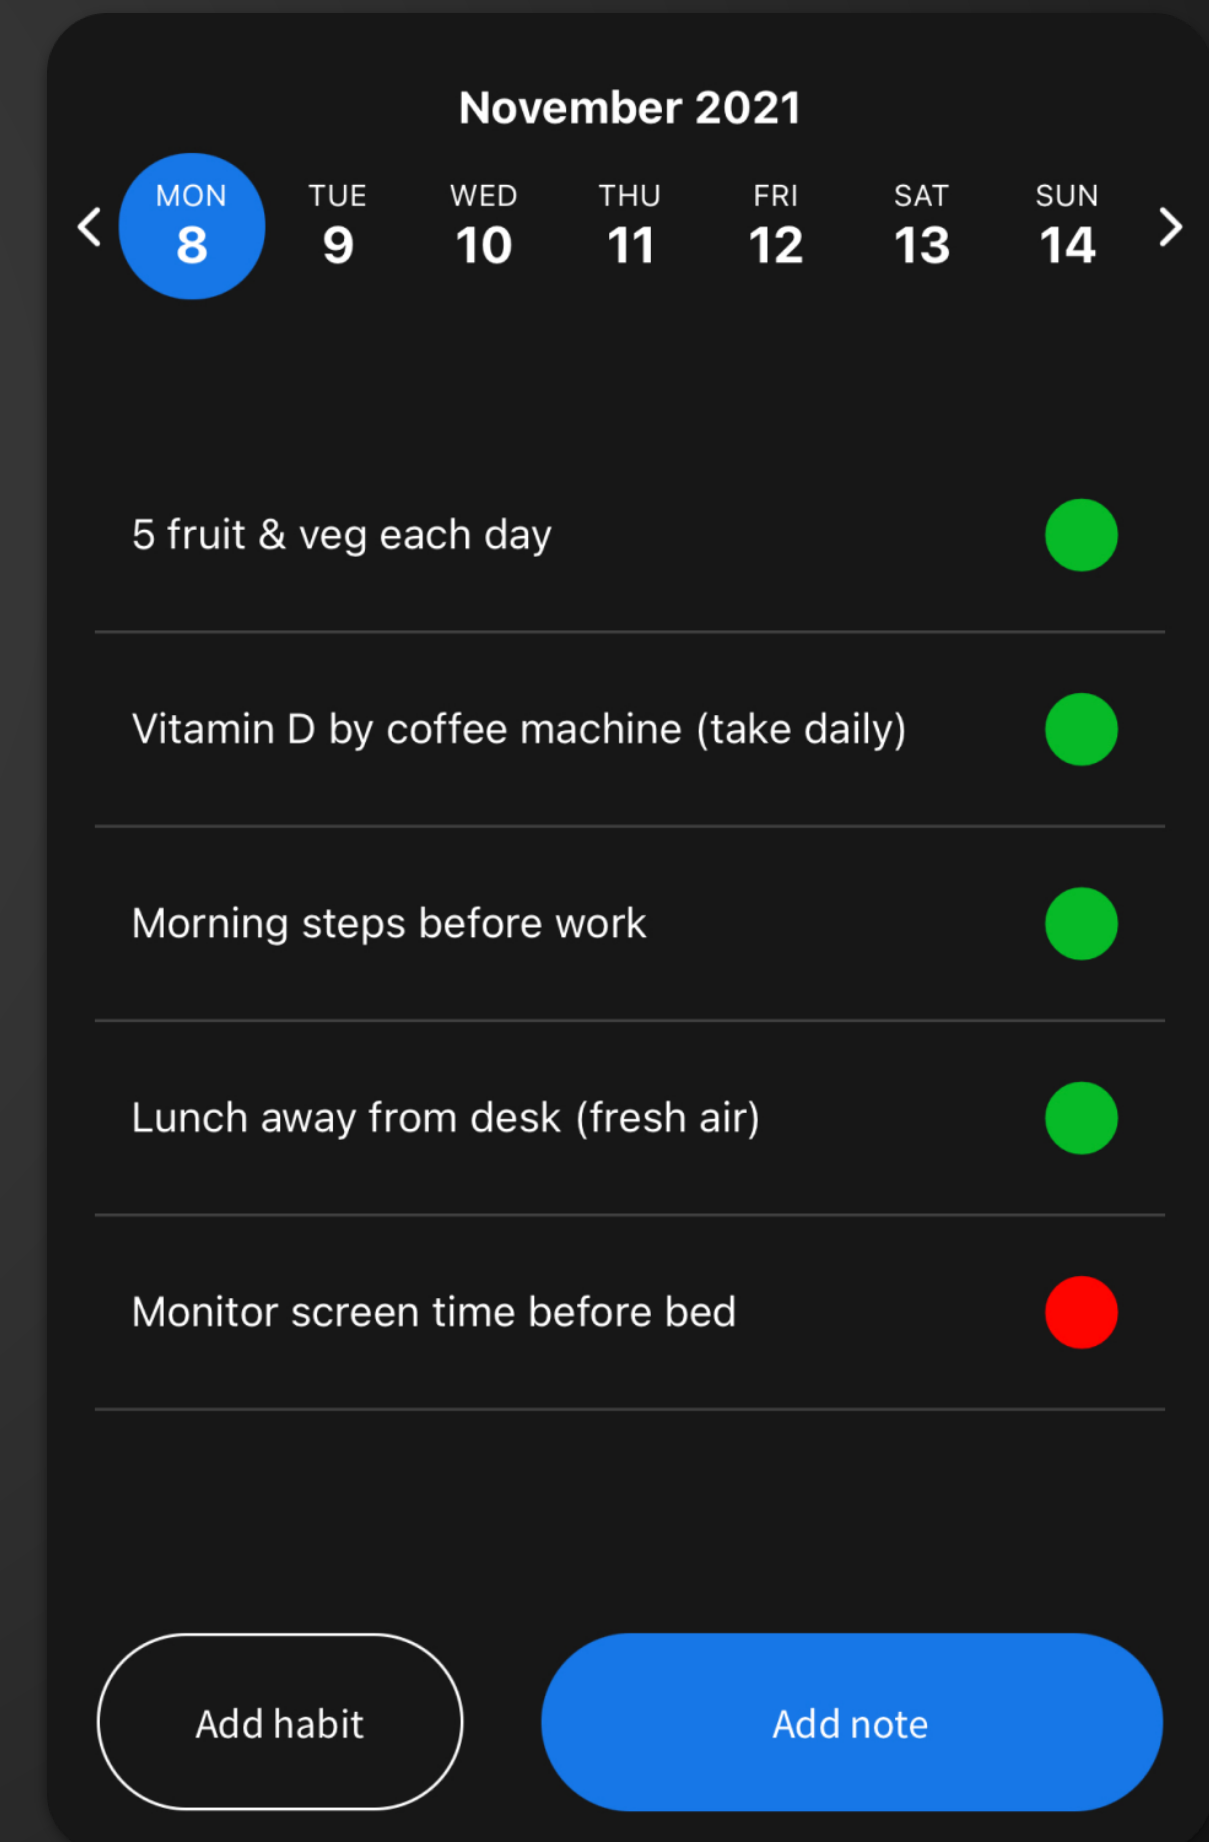 November 2021
MON TUE WED THU FRI SAT SUN
8 9 10 11 12 13 14
5 fruit & veg each day
Vitamin D by coffee machine (take daily)
Morning steps before work
Lunch away from desk (fresh air)
Monitor screen time before bed
Add habit Add note